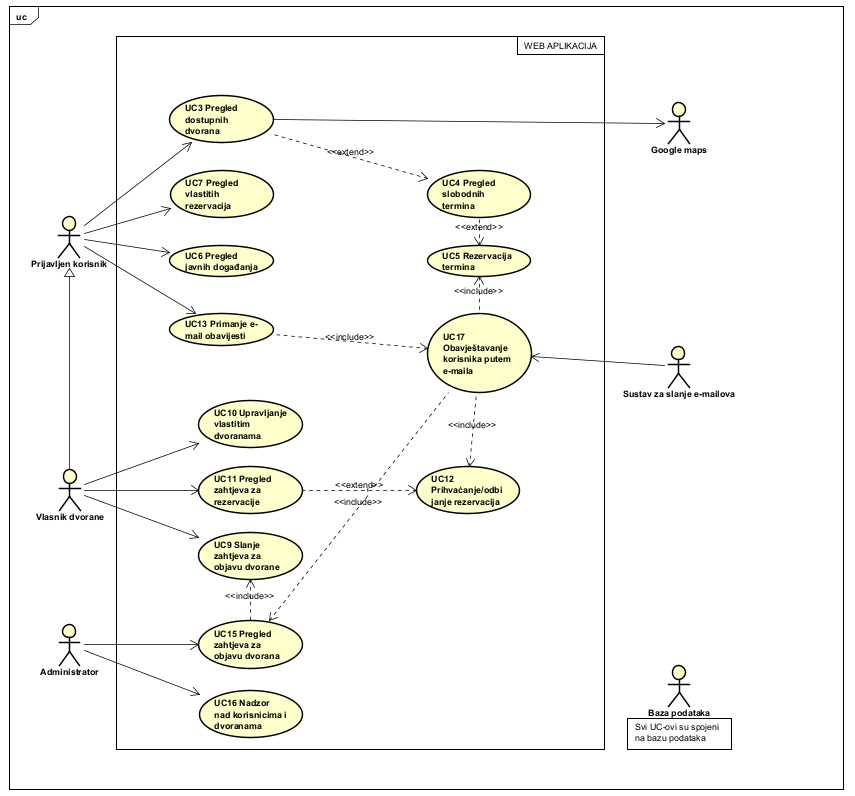 uc
WEB APLIKACIJA
UC3 Pregled
dostupnih
dvorana
Google maps
<<extend>>
UC7 Pregled
vlastitih
rezervacija
UC4 Pregled
slobodnih
termina
<<extend>>
Prijavljen korisnik
UC6 Pregled
javnih događanja
UC5 Rezervacija
termina
<<include>>
UC13 Primanje e-
mail obavijesti
<<include>>
UC17
Obavještavanje
korisnika putem
e-maila
Sustav za slanje e-mailova
UC10 Upravljanje
vlastitim
dvoranama
<<include>>
UC11 Pregled
zahtjeva za
rezervacije
<<extend>>
<<include>>
UC12
Prihvaćanje/odbi
janje rezervacija
Vlasnik dvorane
UC9 Slanje
zahtjeva za
objavu dvorane
<<include>>
UC15 Pregled
zahtjeva za
objavu dvorana
Administrator
UC16 Nadzor
nad korisnicima i
dvoranama
Baza podataka
Svi UC-ovi su spojeni
na bazu podataka